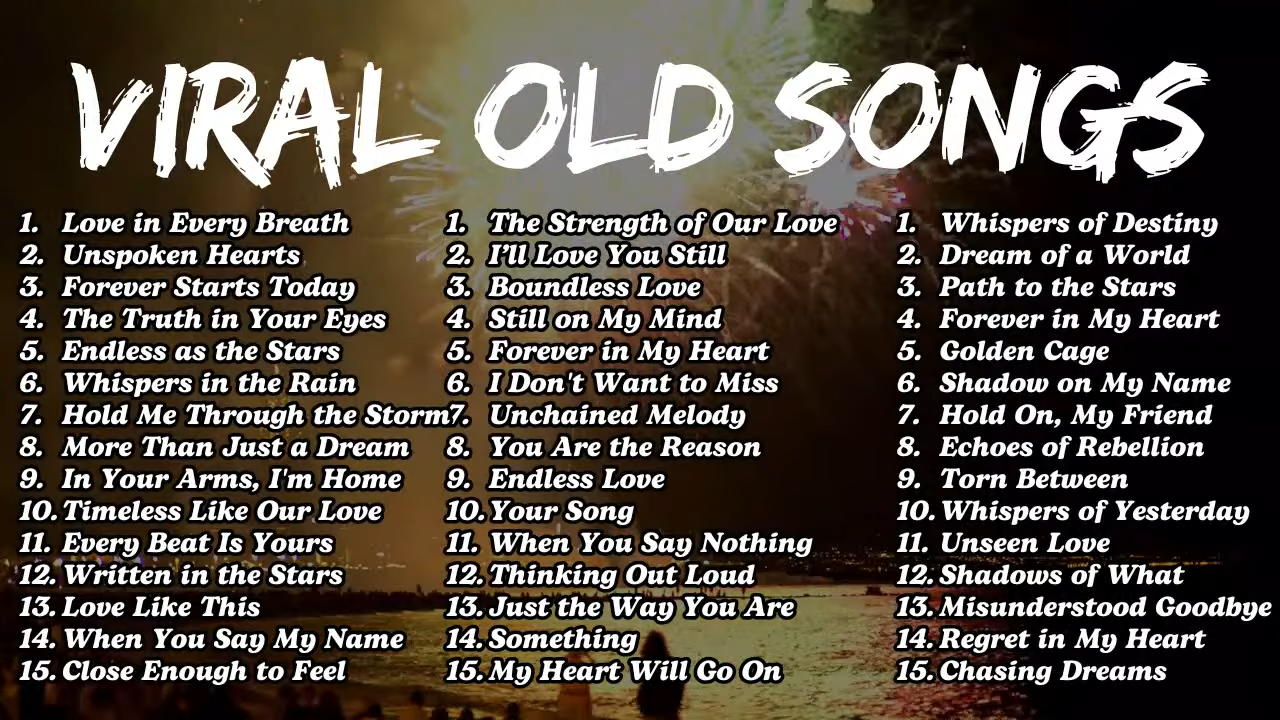 VIRAL OLD SONGS
1. Love in Every Breath
2. Unspoken Hearts
3. Forever Starts Today
4. The Truth in Your Eyes
5. Endless as the Stars
6. Whispers in the Rain
7. Hold Me Through the Storm
8. More Than Just a Dream
9. In Your Arms, I'm Home
10. Timeless Like Our Love
11. Every Beat Is Yours
12. Written in the Stars
13. Love Like This
14. When You Say My Name
15. Close Enough to Feel
1. The Strength of Our Love
2. I’ll Love You Still
3. Boundless Love
4. Still on My Mind
5. Forever in My Heart
6. I Don't Want to Miss
7. Unchained Melody
8. You Are the Reason
9. Endless Love
10. Your Song
11. When You Say Nothing
12. Thinking Out Loud
13. Just the Way You Are
14. Something
15. My Heart Will Go On
1. Whispers of Destiny
2. Dream of a World
3. Path to the Stars
4. Forever in My Heart
5. Golden Cage
6. Shadow on My Name
7. Hold On, My Friend
8. Echoes of Rebellion
9. Torn Between
10. Whispers of Yesterday
11. Unseen Love
12. Shadows of What
13. Misunderstood Goodbye
14. Regret in My Heart
15. Chasing Dreams